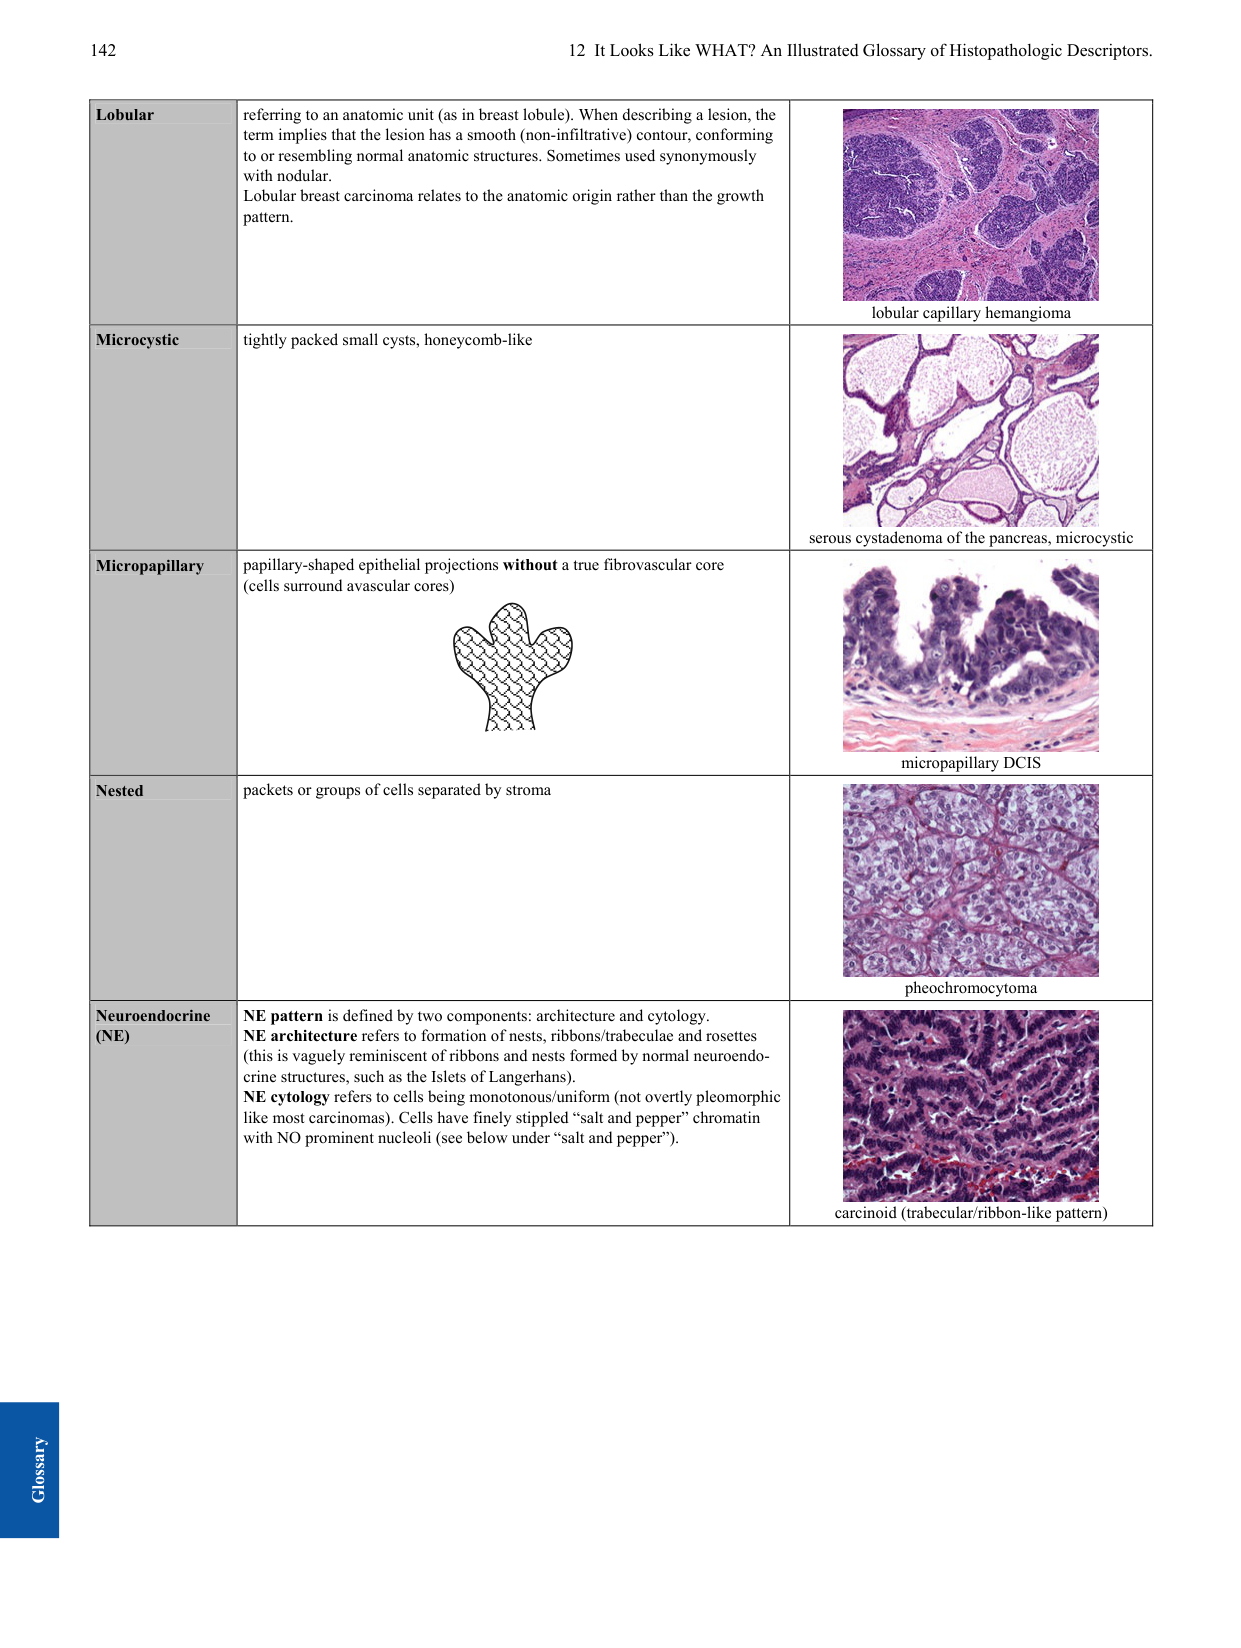 142
12 It Looks Like WHAT? An Illustrated Glossary of Histopathologic Descriptors.
Lobular
referring to an anatomic unit (as in breast lobule). When describing a lesion, the
term implies that the lesion has a smooth (non-infiltrative) contour, conforming
to or resembling normal anatomic structures. Sometimes used synonymously
with nodular.
Lobular breast carcinoma relates to the anatomic origin rather than the growth
pattern.
lobular capillary hemangioma
Microcystic
tightly packed small cysts, honeycomb-like
serous cystadenoma of the pancreas, microcystic
Micropapillary
papillary-shaped epithelial projections without a true fibrovascular core
(cells surround avascular cores)
micropapillary DCIS
Nested
packets or groups of cells separated by stroma
pheochromocytoma
Neuroendocrine
(NE)
NE pattern is defined by two components: architecture and cytology.
NE architecture refers to formation of nests, ribbons/trabeculae and rosettes
(this is vaguely reminiscent of ribbons and nests formed by normal neuroendo-
crine structures, such as the Islets of Langerhans).
NE cytology refers to cells being monotonous/uniform (not overtly pleomorphic
like most carcinomas). Cells have finely stippled “salt and pepper” chromatin
with NO prominent nucleoli (see below under “salt and pepper”).
carcinoid (trabecular/ribbon-like pattern)
Glossary